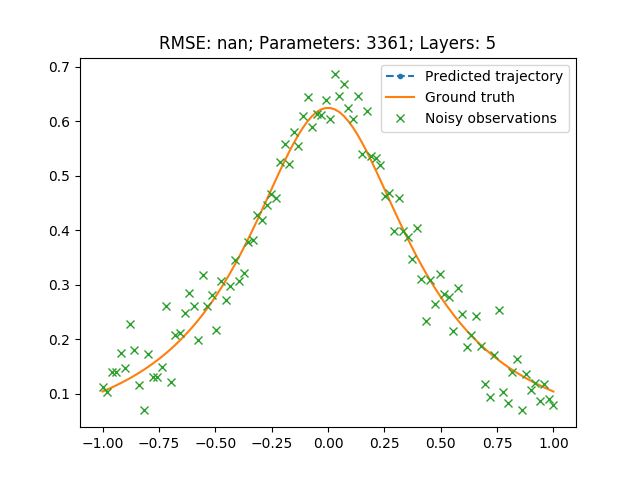 RMSE: nan; Parameters: 3361; Layers: 5
Predicted trajectory
Ground truth
Noisy observations
0.7
0.6
0.5
0.4
0.3
0.2
0.1
−1.00 −0.75 −0.50 −0.25 0.00 0.25 0.50 0.75 1.00